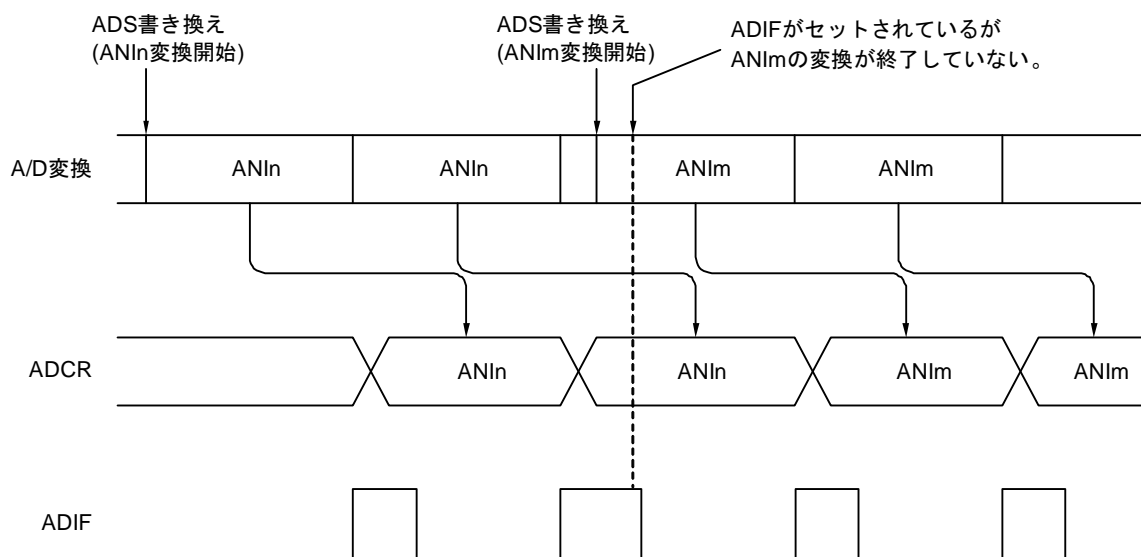 ADS書き換え
(ANIn変換開始)
ADS書き換え
(ANIm変換開始)
ADIFがセットされているが
ANImの変換が終了していない。
A/D変換
ANIn
ANIn
ANIm
ANIm
ADCR
ANIn
ANIn
ANIm
ANIm
ADIF